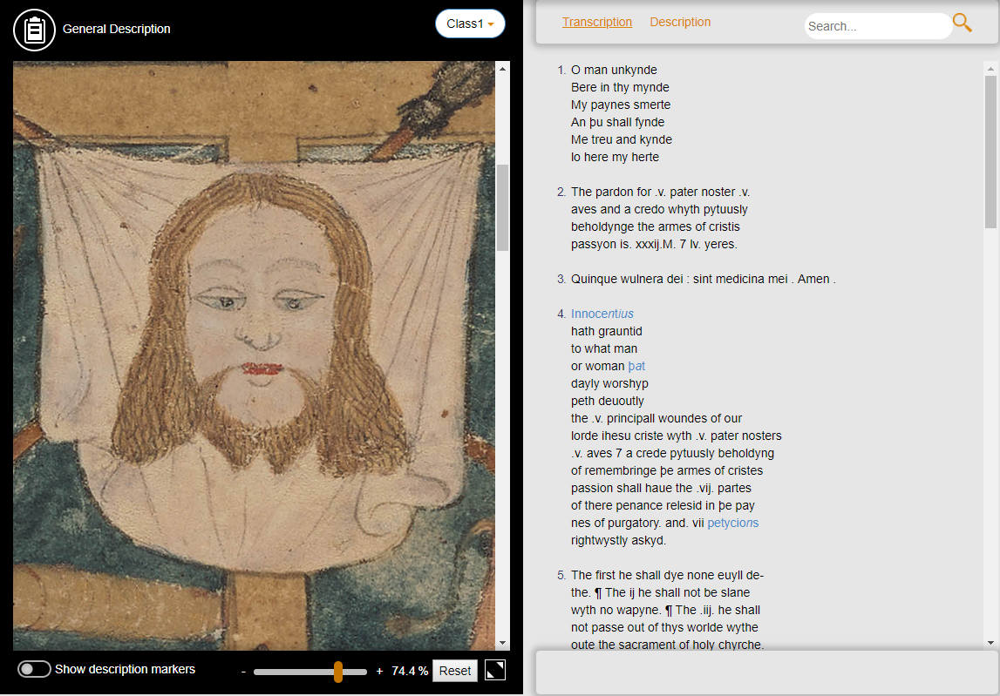 General Description
Class1
Show description markers
- + 74.4 % Reset
Transcription Description
Search...
1. O man unkynde
Bere in thy mynde
My paynes smerte
An þu shall fynde
Me treu and kynde
lo here my herte
2. The pardon for .v. pater noster .v.
aves and a credo whyth pytuusly
beholdynge the armes of cristis
passyon is. xxxij.M. 7 lv. yeres.
3. Quinque wulnera dei : sint medicina mei . Amen .
4. Innocentius
hath grauntid
to what man
or woman þat
dayly worshyp
peth deuoutly
the .v. principall woundes of our
lorde ihesu criste wyth .v. pater nosters
.v. aves 7 a crede pytuusly beholdyng
of remembringe þe armes of cristes
passion shall haue the .vij. partes
of there penance relesid in þe pay
nes of purgatory. and. vii petycions
rightwystly askyd.
5. The first he shall dye none euyll de-
the. ¶ The ij he shall not be slane
wyth no wapyne. ¶ The .iij. he shall
not passe out of thys worlde wythe
oute the sacrament of holy chyrche.